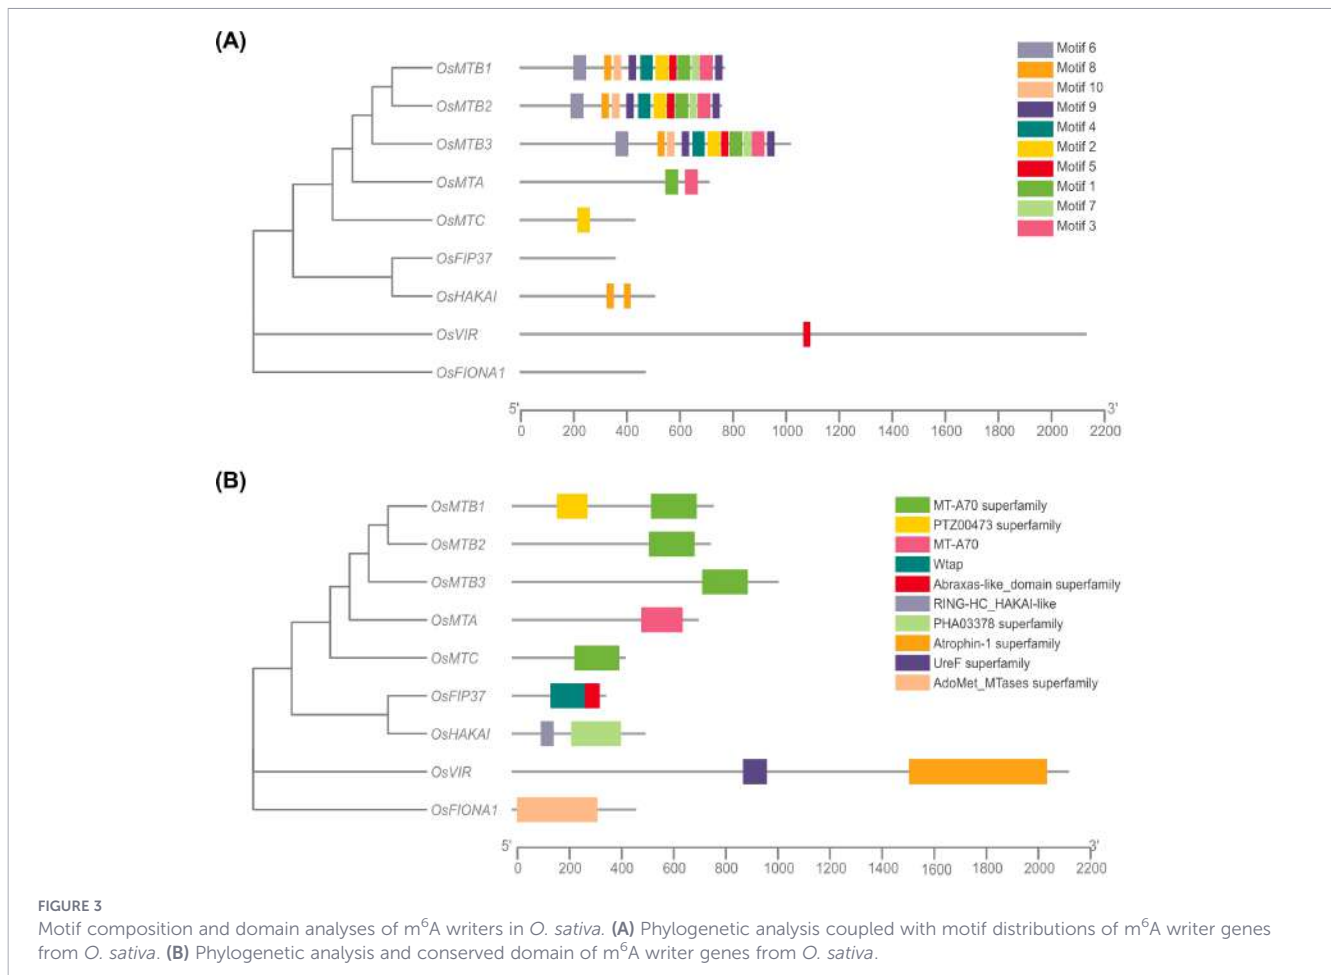 (A)
OsMTB1
OsMTB2
OsMTB3
OsMTA
OsMTC
OsFIP37
OsHAKAI
OsVIR
OsFIONA1
Motif 6
Motif 8
Motif 10
Motif 9
Motif 4
Motif 2
Motif 5
Motif 1
Motif 7
Motif 3
5' 3'
0 200 400 600 800 1000 1200 1400 1600 1800 2000 2200
(B)
OsMTB1
OsMTB2
OsMTB3
OsMTA
OsMTC
OsFIP37
OsHAKAI
OsVIR
OsFIONA1
MT-A70 superfamily
PTZ00473 superfamily
MT-A70
Wtap
Abraxas-like_domain superfamily
RING-HC_HAKAI-like
PHA03378 superfamily
Atrophin-1 superfamily
UreF superfamily
AdoMet_MTases superfamily
5' 3'
0 200 400 600 800 1000 1200 1400 1600 1800 2000 2200
FIGURE 3
Motif composition and domain analyses of m⁶A writers in O. sativa. (A) Phylogenetic analysis coupled with motif distributions of m⁶A writer genes
from O. sativa. (B) Phylogenetic analysis and conserved domain of m⁶A writer genes from O. sativa.